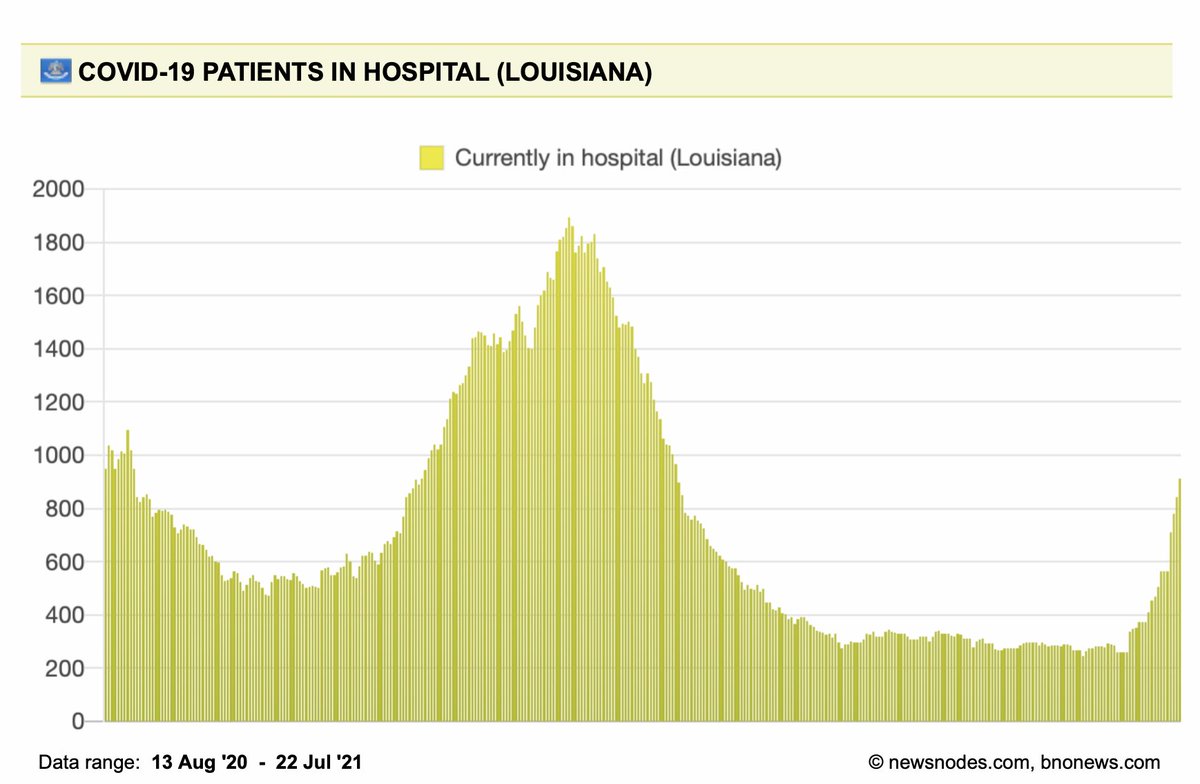 COVID-19 PATIENTS IN HOSPITAL (LOUISIANA)
Currently in hospital (Louisiana)
2000
1800
1600
1400
1200
1000
800
600
400
200
0
Data range: 13 Aug '20 - 22 Jul '21
© newsnodes.com, bnonews.com